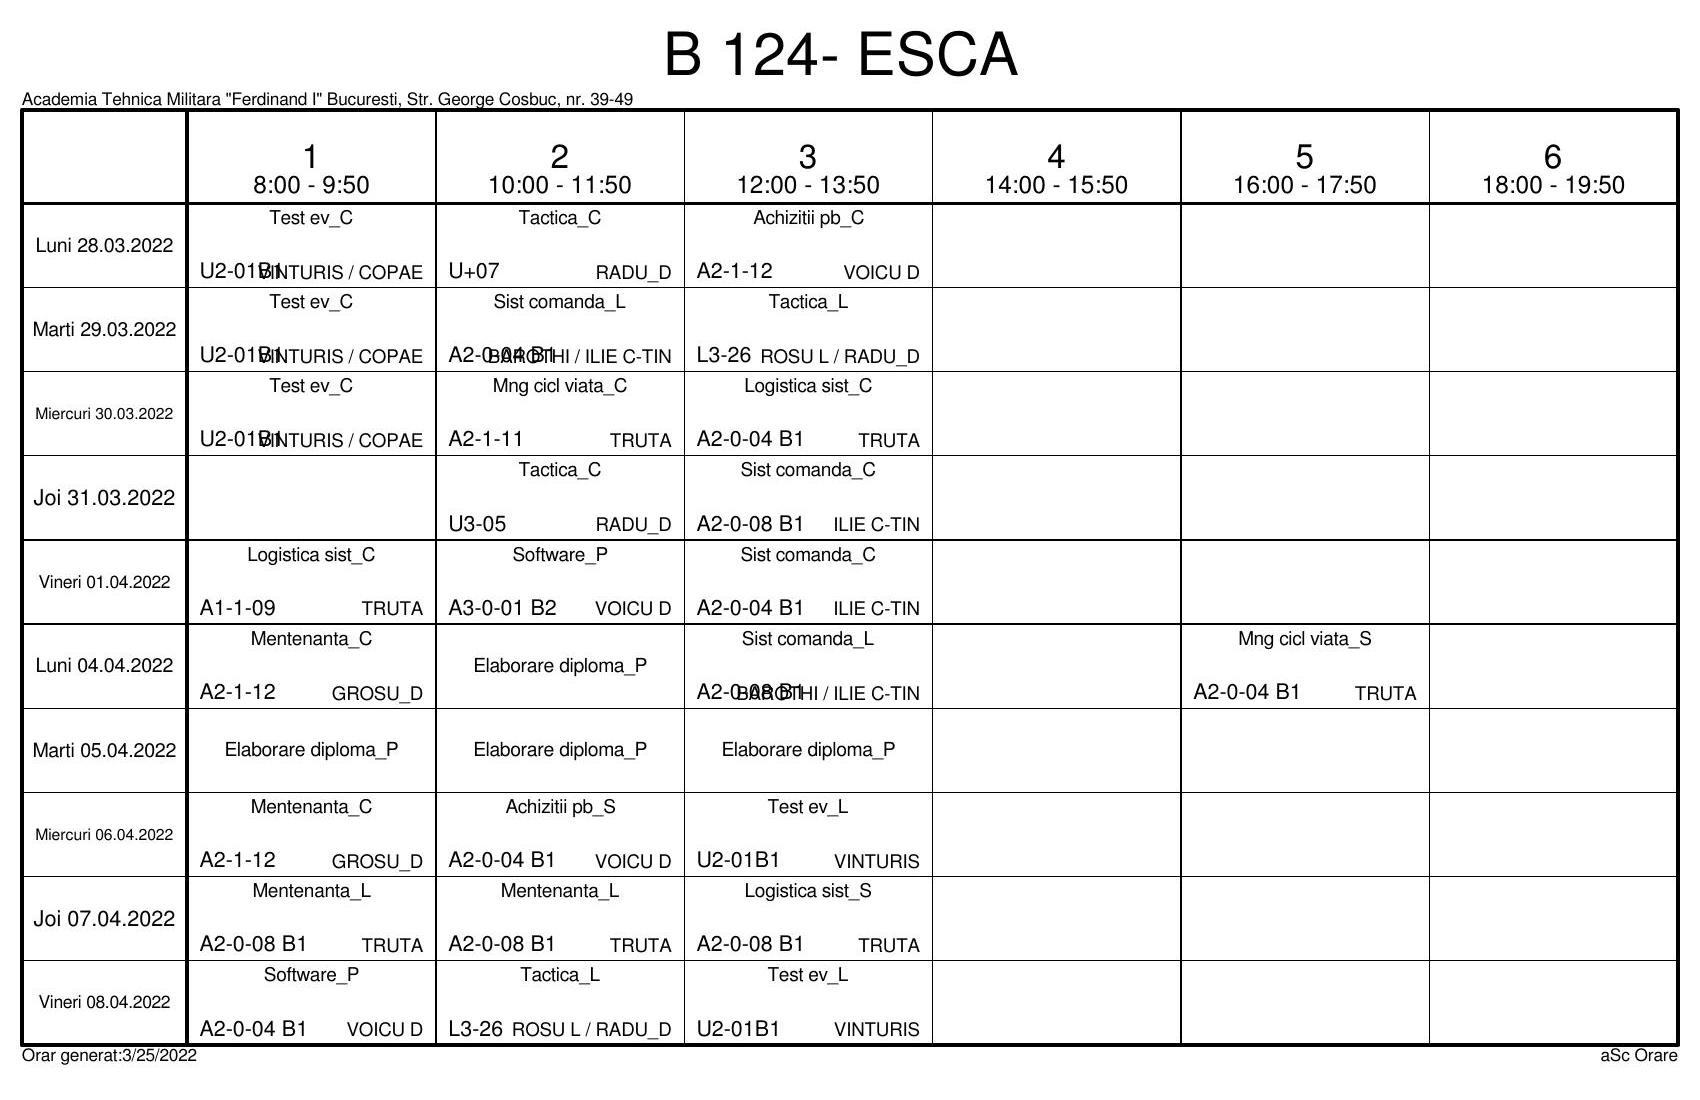 B 124- ESCA
Academia Tehnica Militara "Ferdinand I" Bucuresti, Str. George Cosbuc, nr. 39-49
1 2 3 4 5 6
8:00 - 9:50 10:00 - 11:50 12:00 - 13:50 14:00 - 15:50 16:00 - 17:50 18:00 - 19:50
Test ev_C Tactica_C Achizitii pb_C
Luni 28.03.2022
U2-01B1 VINTURIS / COPAE U+07 RADU_D A2-1-12 VOICU D
Test ev_C Sist comanda_L Tactica_L
Marti 29.03.2022
U2-01B1 VINTURIS / COPAE A2-0-04 B1 BAROTHI / ILIE C-TIN L3-26 ROSU L / RADU_D
Test ev_C Mng cicl viata_C Logistica sist_C
Miercuri 30.03.2022
U2-01B1 VINTURIS / COPAE A2-1-11 TRUTA A2-0-04 B1 TRUTA
Tactica_C Sist comanda_C
Joi 31.03.2022
U3-05 RADU_D A2-0-08 B1 ILIE C-TIN
Logistica sist_C Software_P Sist comanda_C
Vineri 01.04.2022
A1-1-09 TRUTA A3-0-01 B2 VOICU D A2-0-04 B1 ILIE C-TIN
Mentenanta_C Sist comanda_L Mng cicl viata_S
Luni 04.04.2022 Elaborare diploma_P
A2-1-12 GROSU_D A2-0-08 B1 BAROTHI / ILIE C-TIN A2-0-04 B1 TRUTA
Marti 05.04.2022 Elaborare diploma_P Elaborare diploma_P Elaborare diploma_P
Mentenanta_C Achizitii pb_S Test ev_L
Miercuri 06.04.2022
A2-1-12 GROSU_D A2-0-04 B1 VOICU D U2-01B1 VINTURIS
Mentenanta_L Mentenanta_L Logistica sist_S
Joi 07.04.2022
A2-0-08 B1 TRUTA A2-0-08 B1 TRUTA A2-0-08 B1 TRUTA
Software_P Tactica_L Test ev_L
Vineri 08.04.2022
A2-0-04 B1 VOICU D L3-26 ROSU L / RADU_D U2-01B1 VINTURIS
Orar generat:3/25/2022 aSc Orare